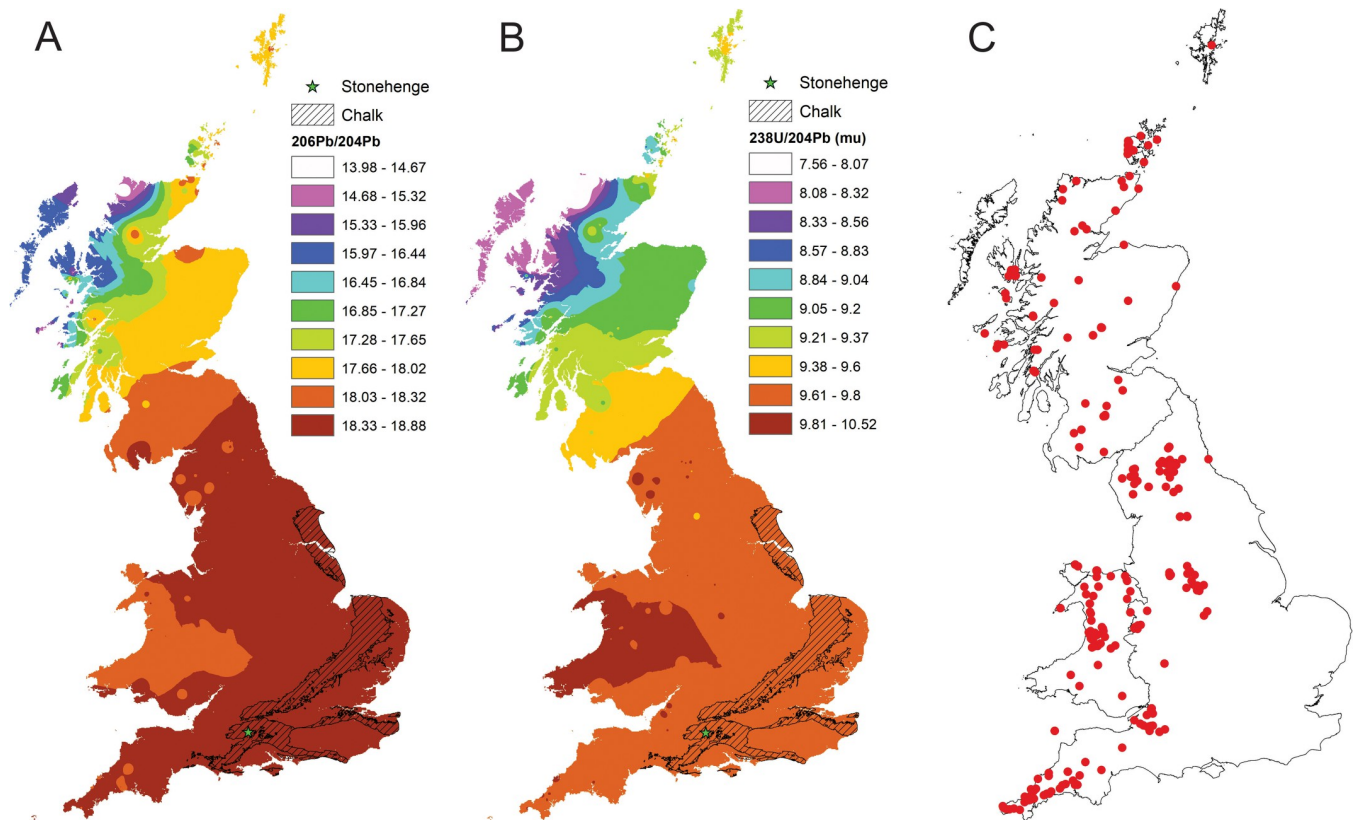 A
Stonehenge
Chalk
206Pb/204Pb
13.98 - 14.67
14.68 - 15.32
15.33 - 15.96
15.97 - 16.44
16.45 - 16.84
16.85 - 17.27
17.28 - 17.65
17.66 - 18.02
18.03 - 18.32
18.33 - 18.88
B
Stonehenge
Chalk
238U/204Pb (mu)
7.56 - 8.07
8.08 - 8.32
8.33 - 8.56
8.57 - 8.83
8.84 - 9.04
9.05 - 9.2
9.21 - 9.37
9.38 - 9.6
9.61 - 9.8
9.81 - 10.52
C